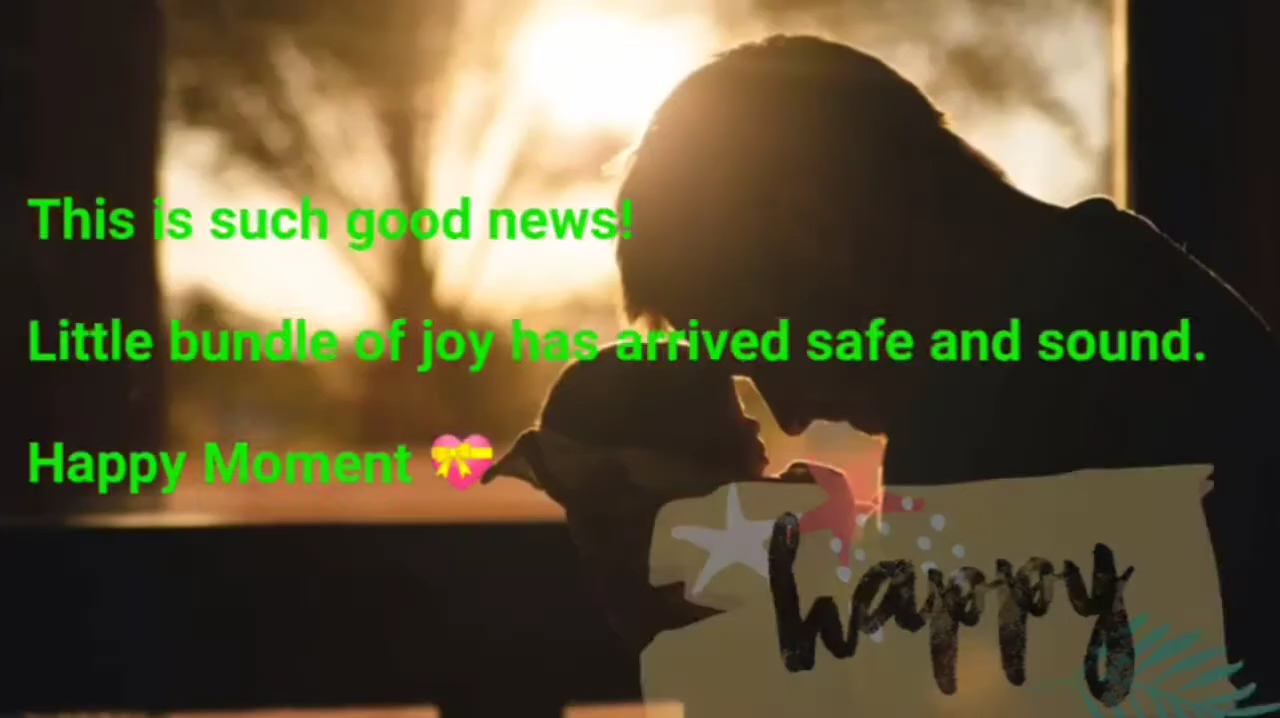 This is such good news!
Little bundle of joy has arrived safe and sound.
Happy Moment 💝
happy